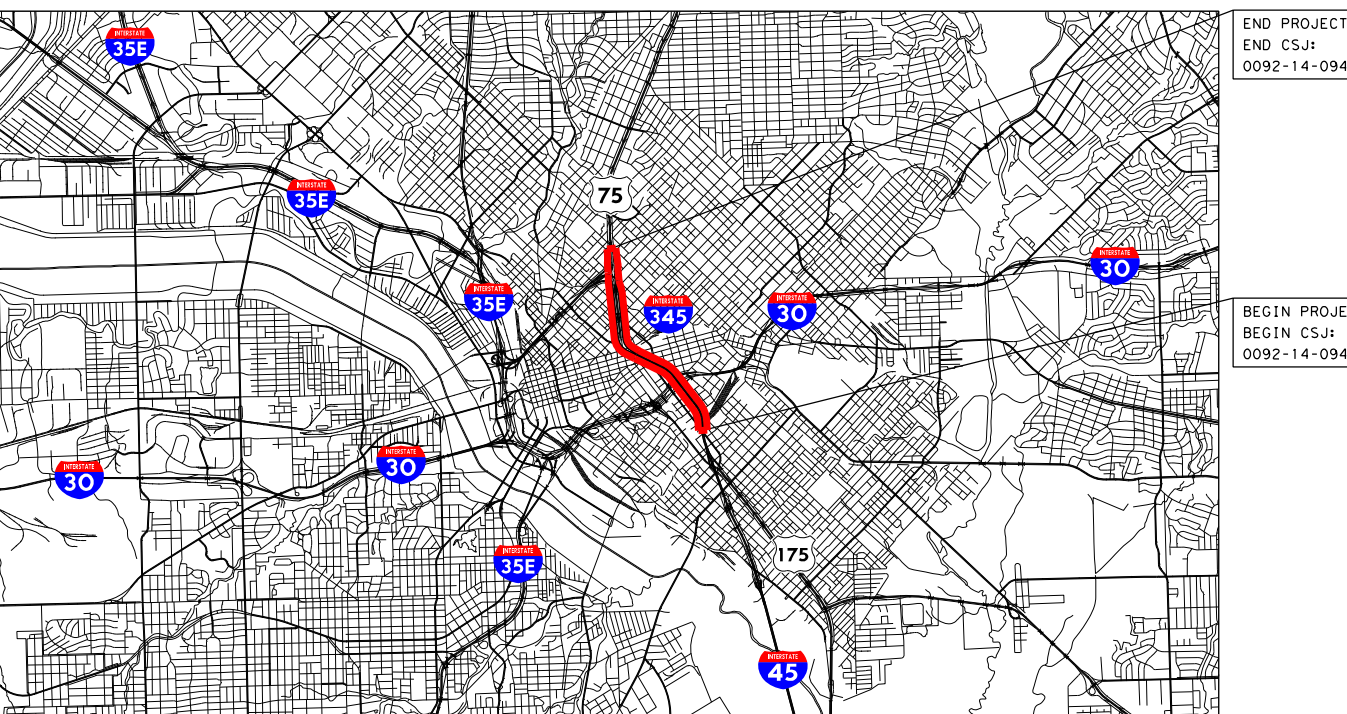 END PROJECT
END CSJ:
0092-14-094
INTERSTATE
35E
INTERSTATE
35E
75
INTERSTATE
30
INTERSTATE
35E
INTERSTATE
345
INTERSTATE
30
BEGIN PROJE
BEGIN CSJ:
0092-14-094
INTERSTATE
30
INTERSTATE
30
INTERSTATE
35E
175
INTERSTATE
45